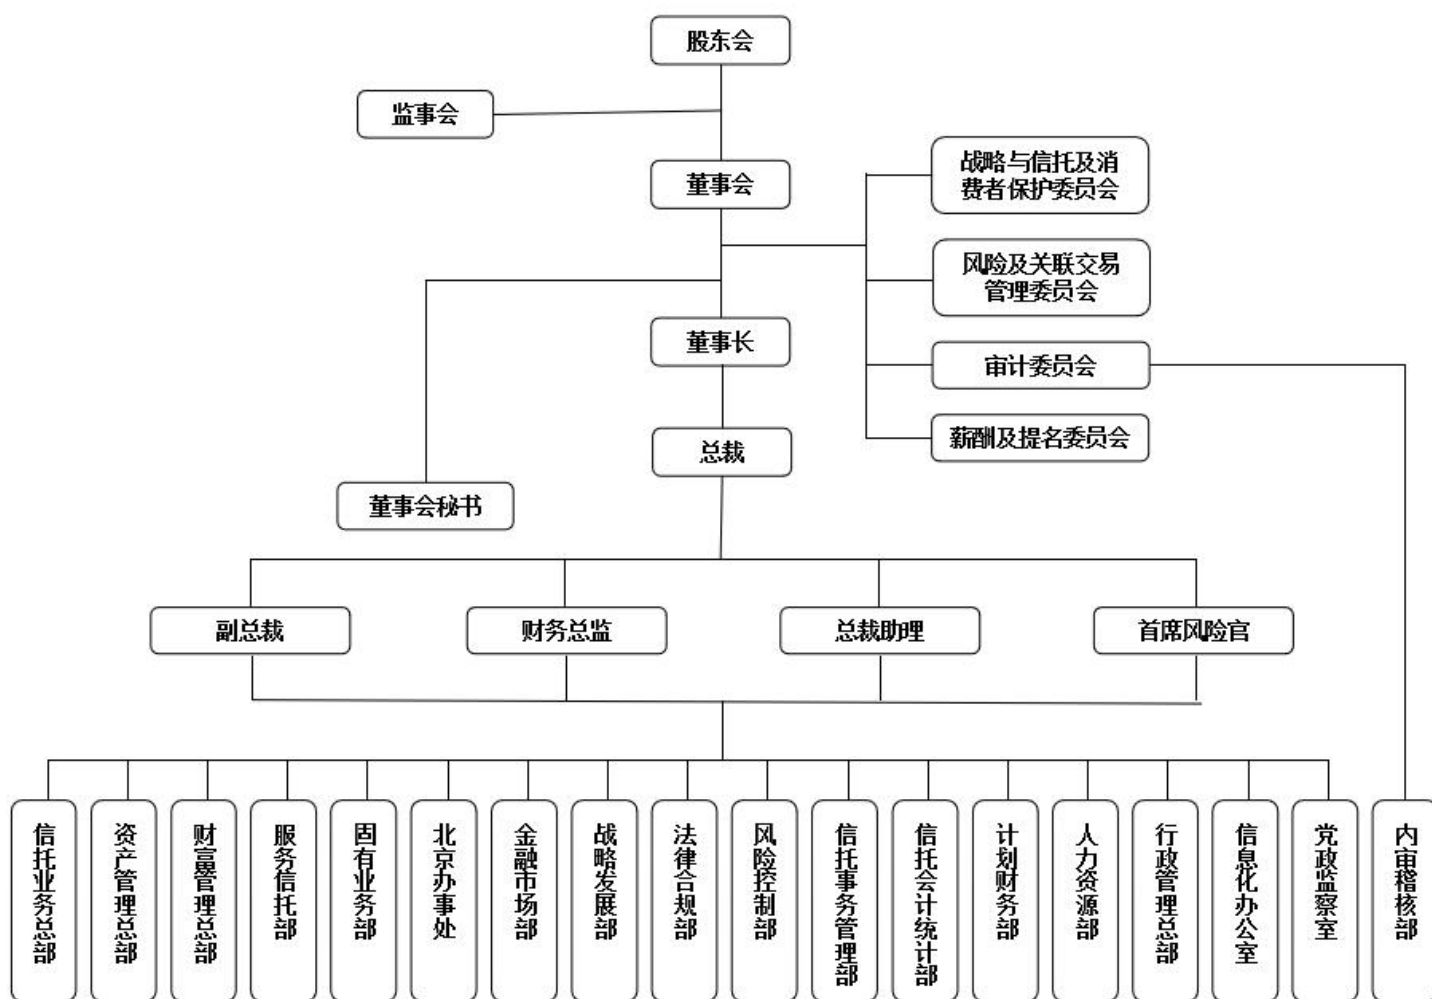 股东会
监事会
董事会
战略与信托及消
费者保护委员会
风险及关联交易
管理委员会
董事长
审计委员会
总裁
薪酬及提名委员会
董事会秘书
副总裁
财务总监
总裁助理
首席风险官
信托业务总部
资产管理总部
财富管理总部
服务信托部
固有业务部
北京办事处
金融市场部
战略发展部
法律合规部
风险控制部
信托事务管理部
信托会计统计部
计划财务部
人力资源部
行政管理总部
信息化办公室
党政监察室
内审稽核部